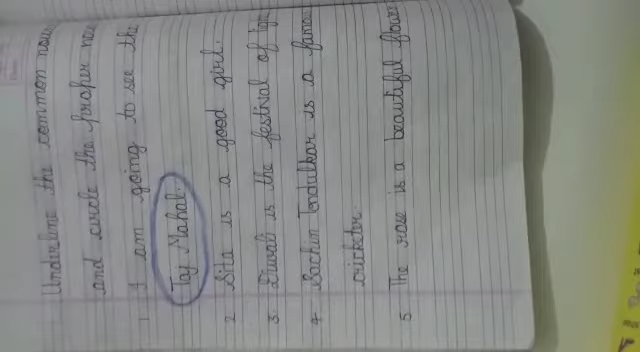 Underline the common noun
and circle the proper noun
1 I am going to see the
Taj Mahal.
2 Sita is a good girl.
3. Diwali is the festival of
4 Sachin Tendulkar is a famous
cricketer.
5 The rose is a beautiful flower